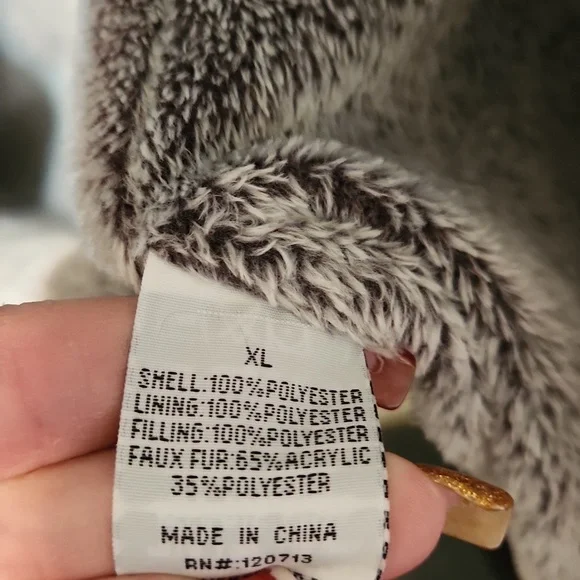 XL
SHELL:100%POLYESTER
LINING:100%POLYESTER
FILLING:100%POLYESTER
FAUX FUR:65%ACRYLIC
35%POLYESTER
MADE IN CHINA
RN#:120713